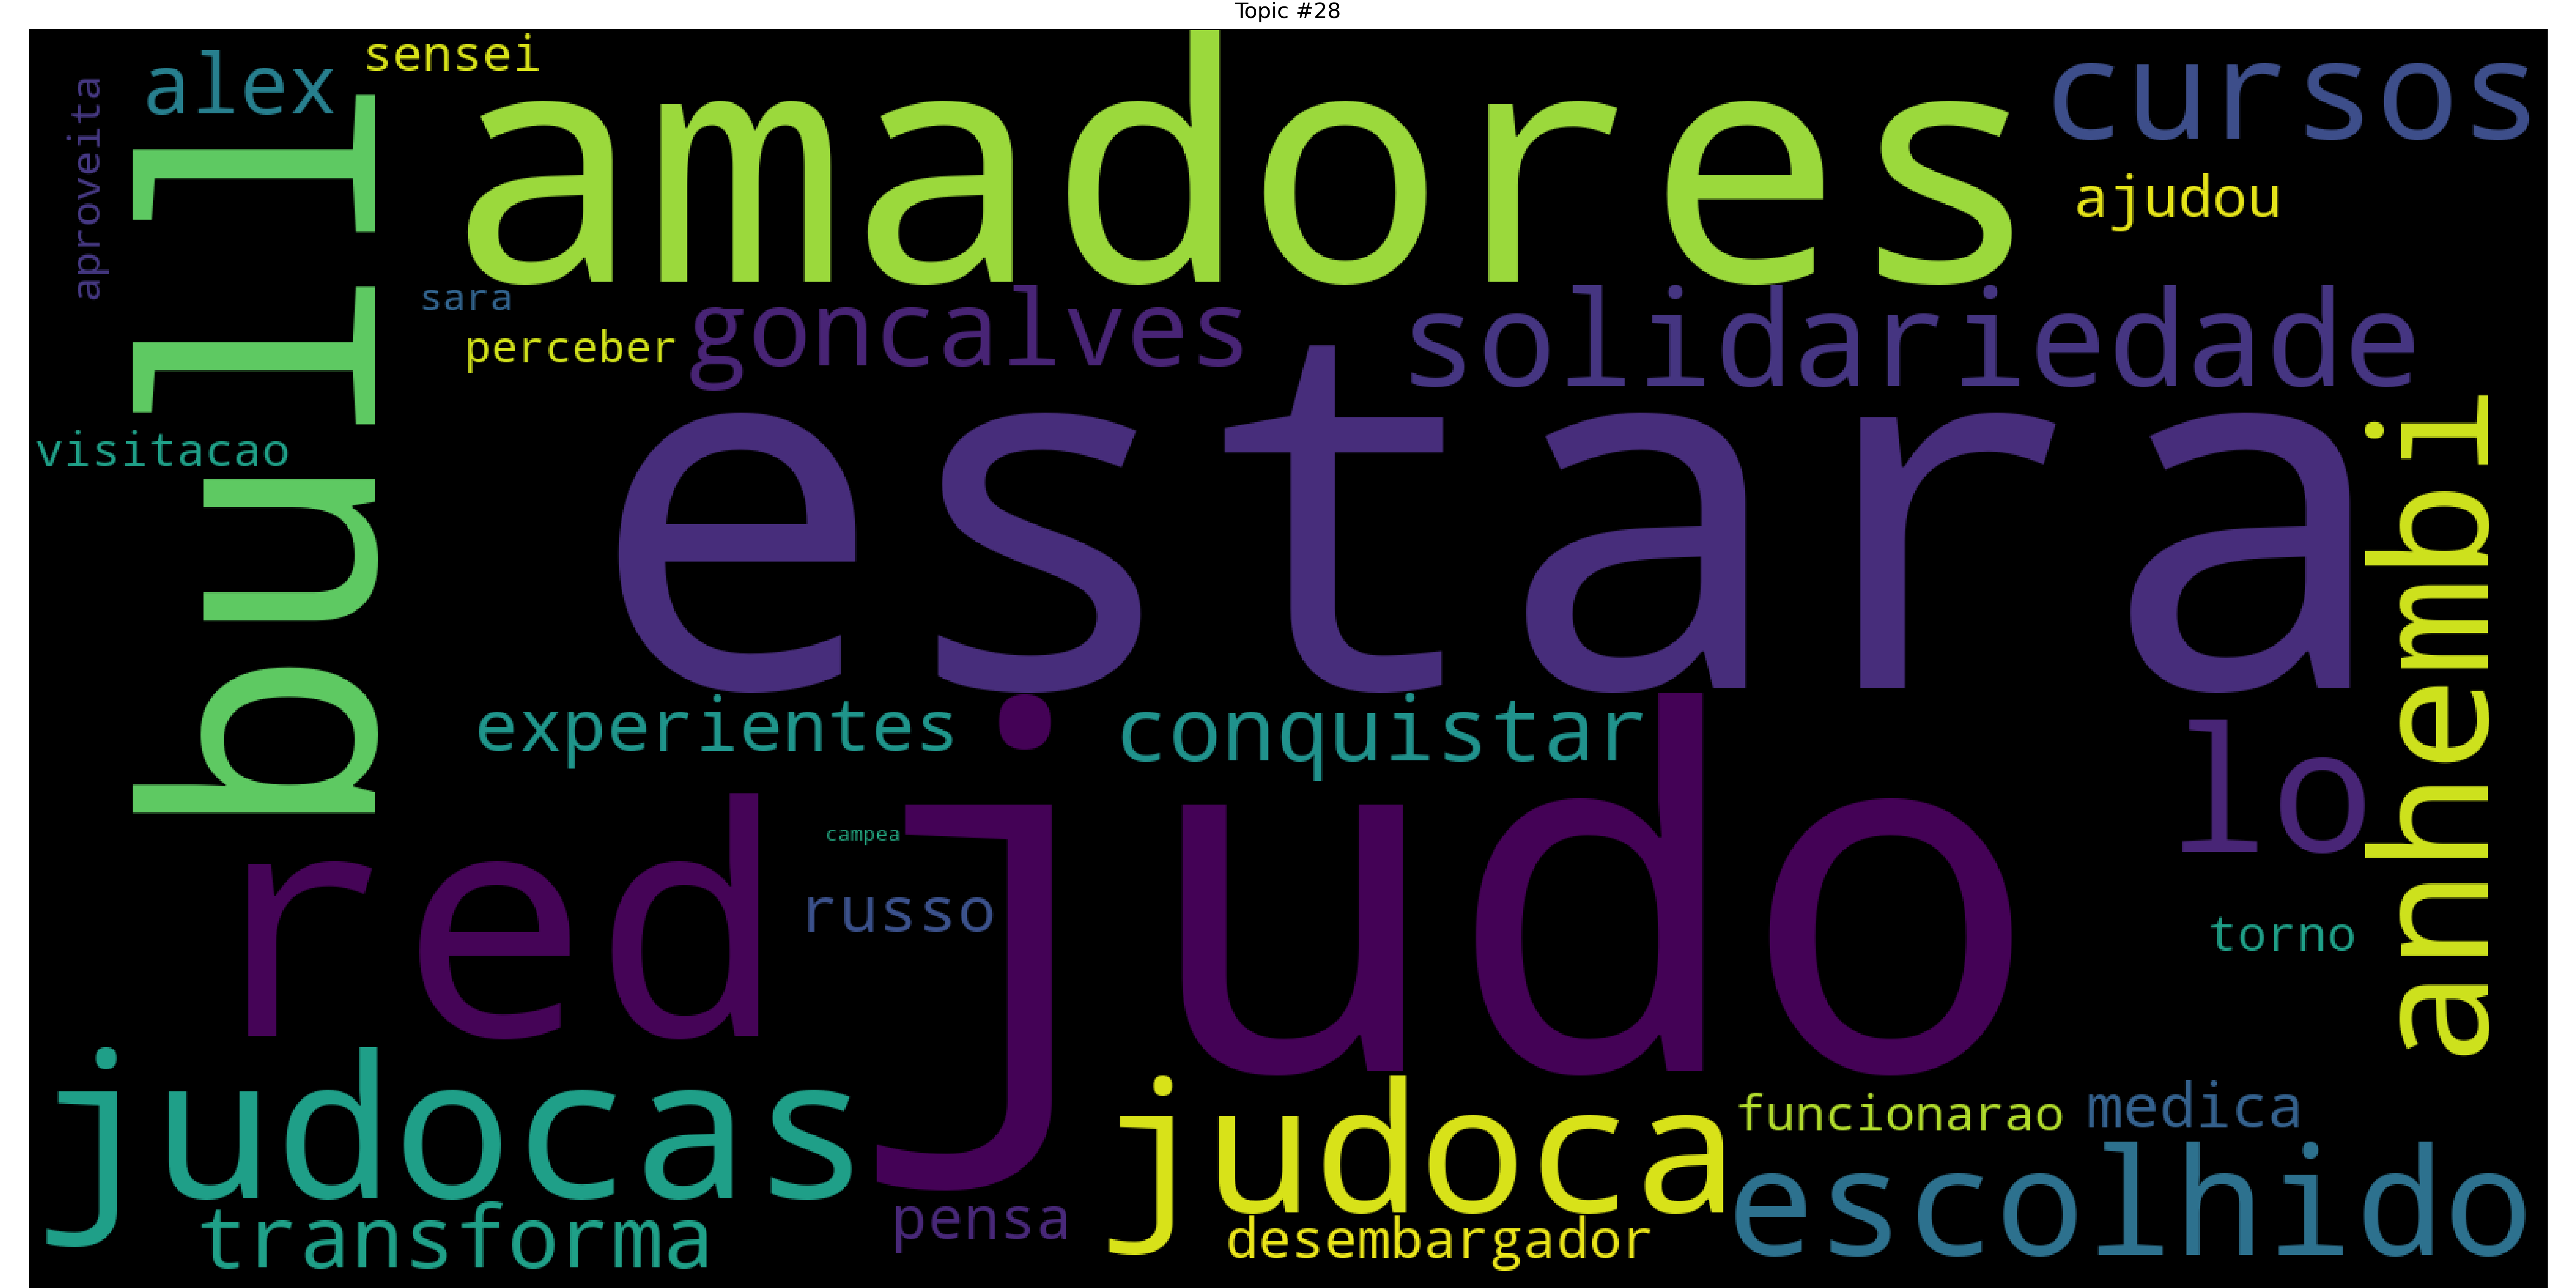 Topic #28
sensei
alex
amadores
cursos
aproveita
ajudou
bull
sara
goncalves
solidariedade
perceber
estara
visitacao
anhembi
experientes
conquistar
lo
judo
red
campea
russo
torno
judocas
judoca
funcionarao
medica
escolhido
transforma
pensa
desembargador